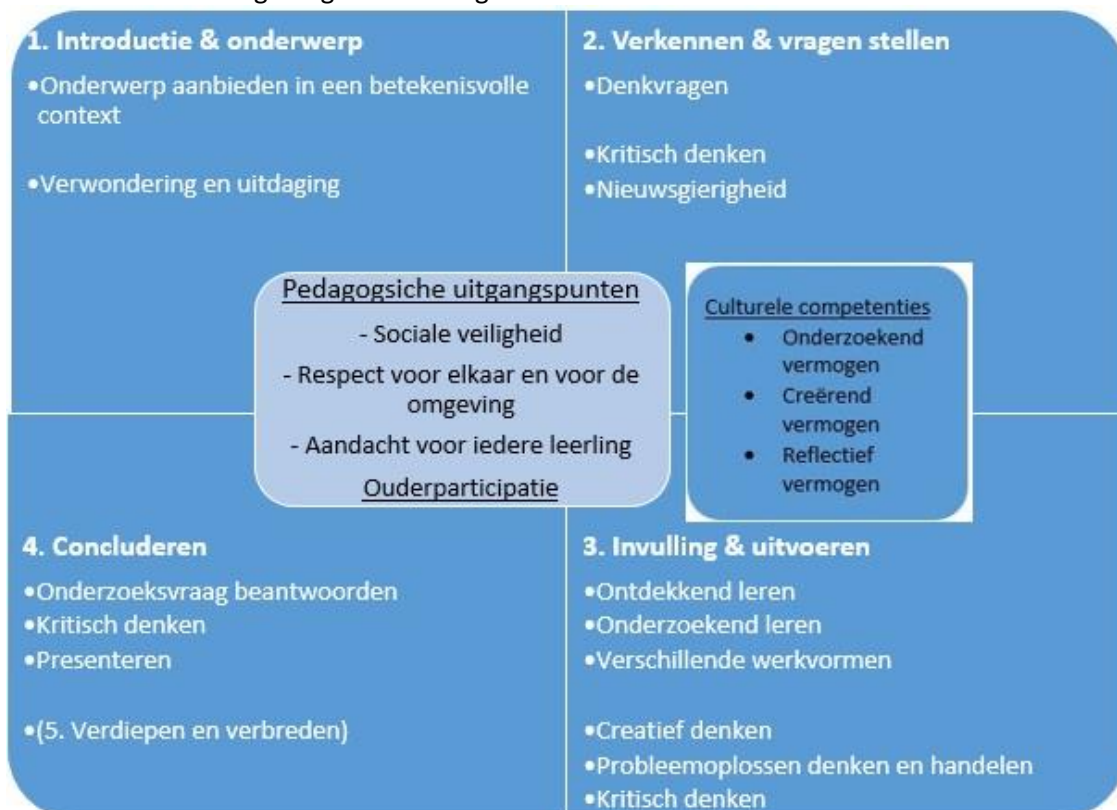 1. Introductie & onderwerp
•Onderwerp aanbieden in een betekenisvolle
context
•Verwondering en uitdaging
2. Verkennen & vragen stellen
•Denkvragen
•Kritisch denken
•Nieuwsgierigheid
Pedagogsiche uitgangspunten
- Sociale veiligheid
- Respect voor elkaar en voor de
omgeving
- Aandacht voor iedere leerling
Ouderparticipatie
Culturele competenties
• Onderzoekend
vermogen
• Creërend
vermogen
• Reflectief
vermogen
4. Concluderen
•Onderzoeksvraag beantwoorden
•Kritisch denken
•Presenteren
•(5. Verdiepen en verbreden)
3. Invulling & uitvoeren
•Ontdekkend leren
•Onderzoekend leren
•Verschillende werkvormen
•Creatief denken
•Probleemoplossen denken en handelen
•Kritisch denken